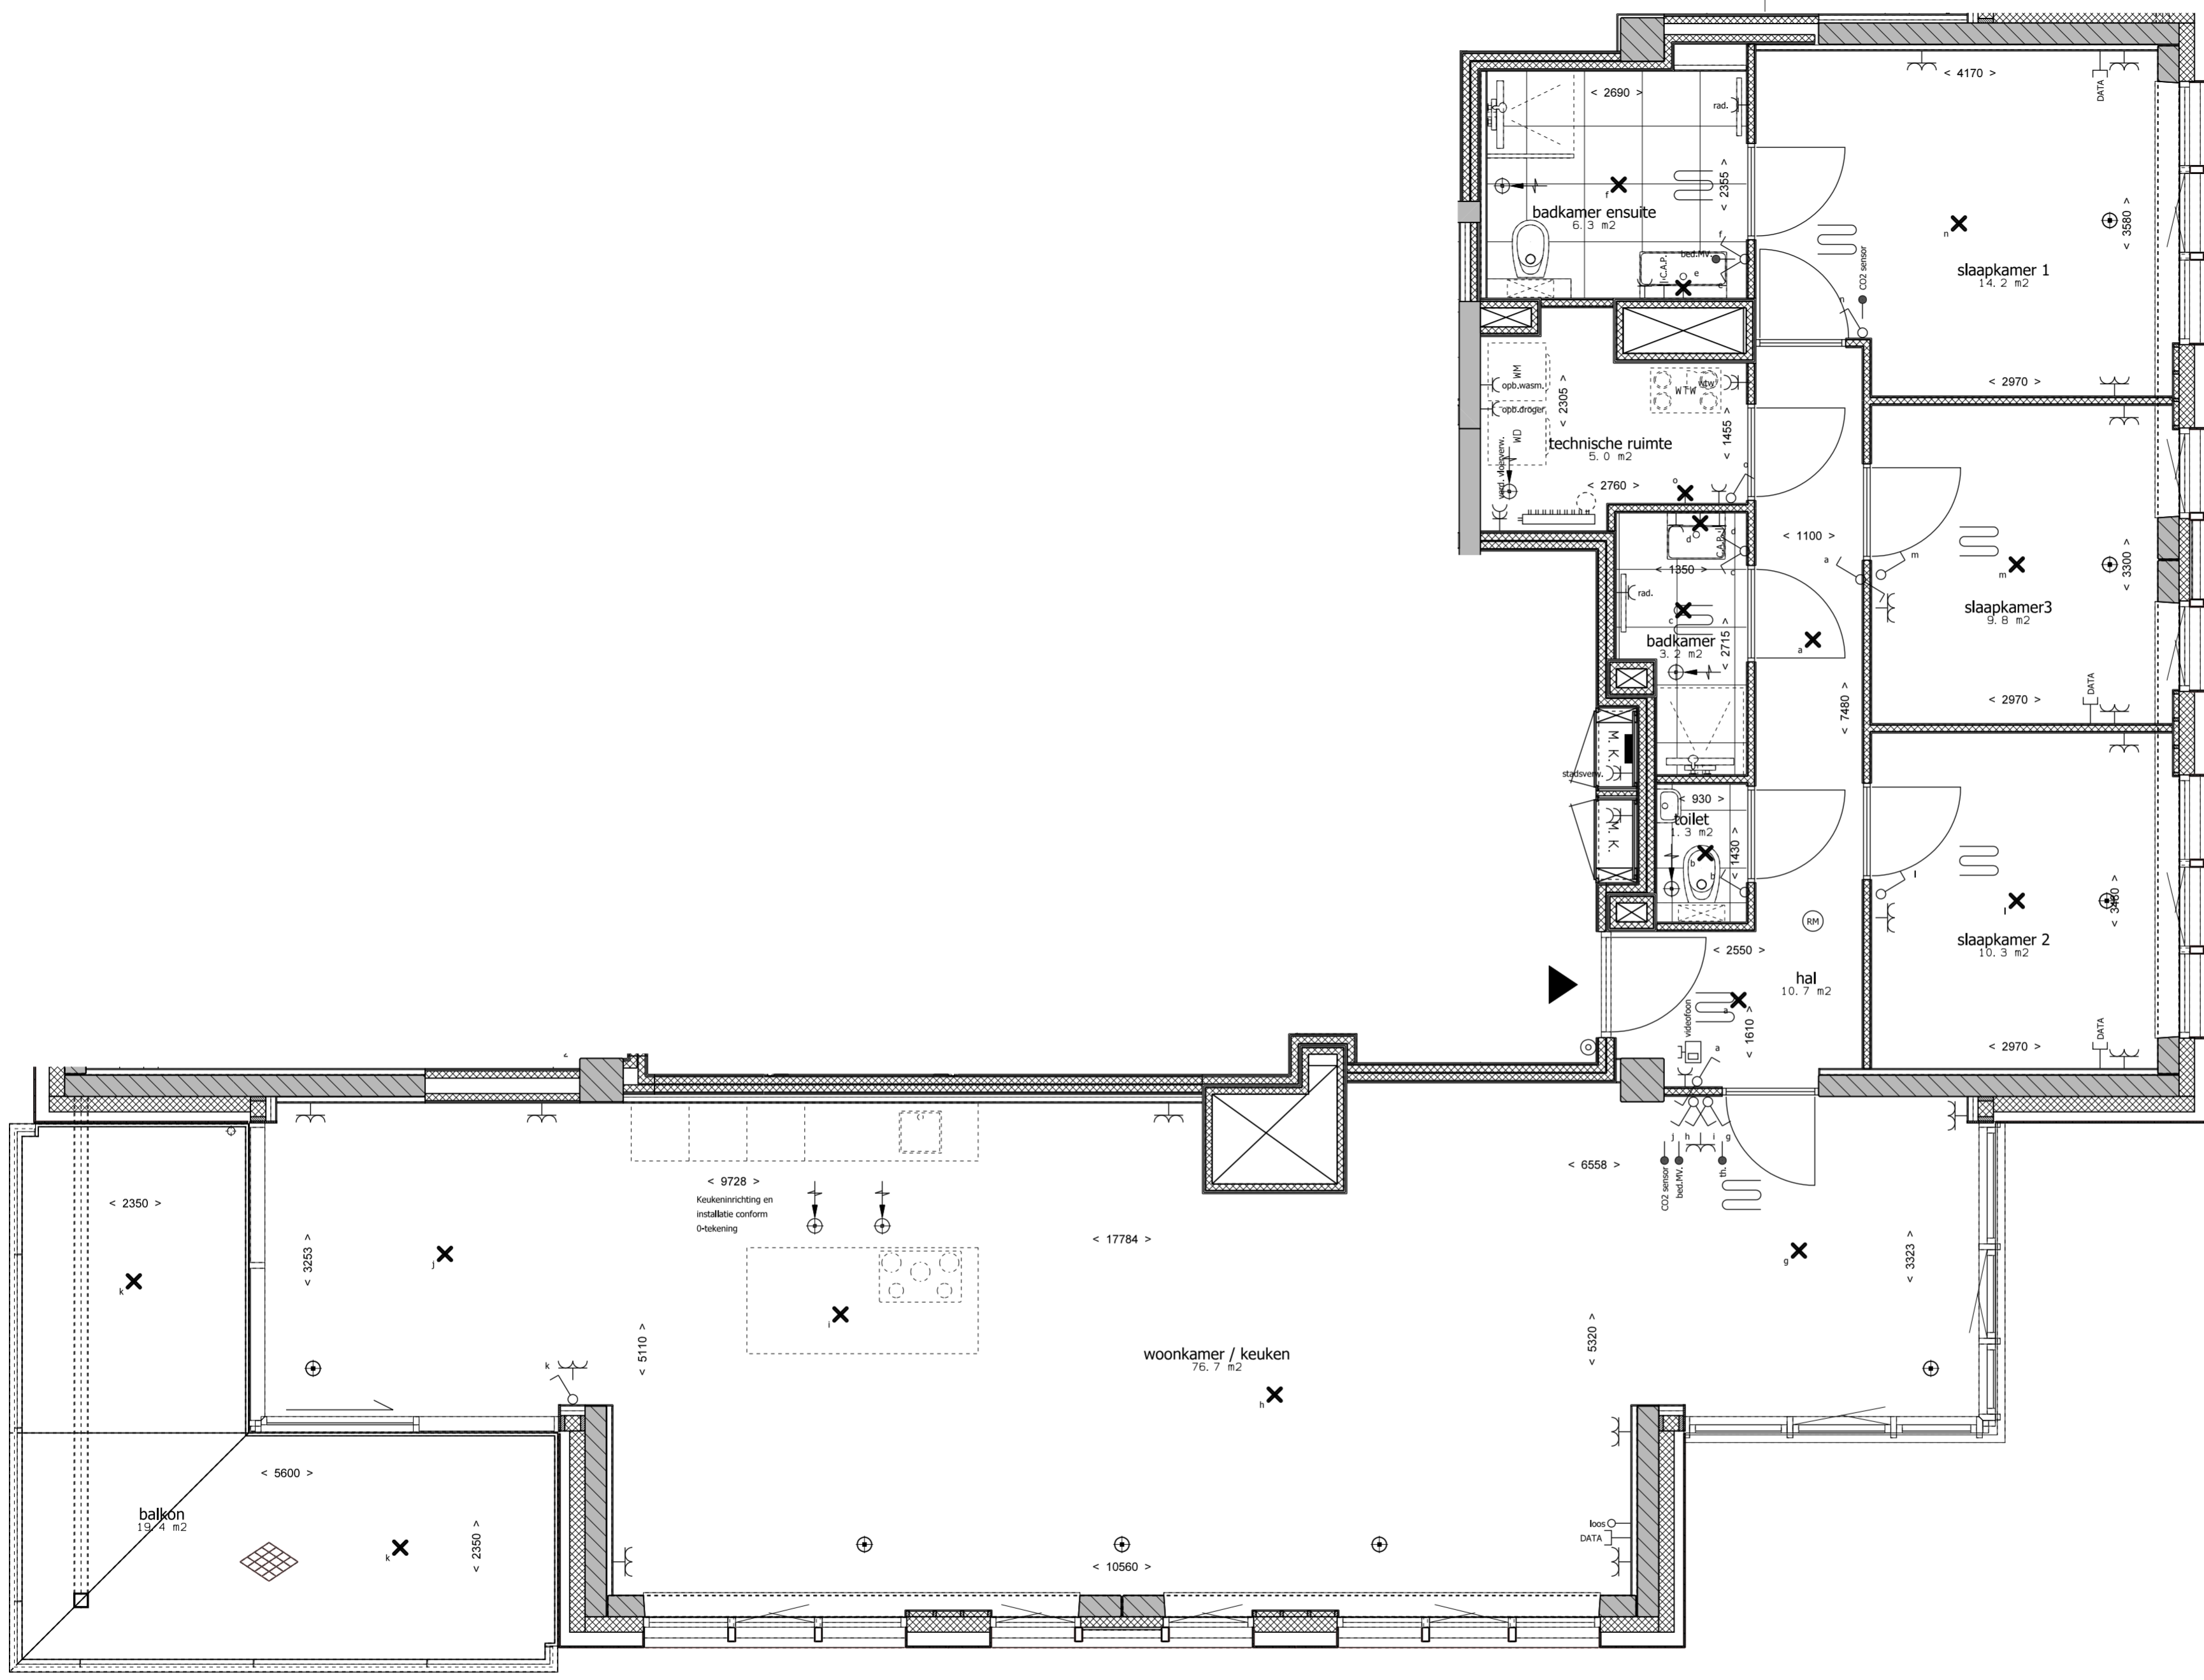 < 4170 >
DATA
< 2690 >
rad.
< 2355 >
f
badkamer ensuite
6.3 m2
f
bed.MV.
C.A.P.
e
e
n
< 3580 >
CO2 sensor
slaapkamer 1
14.2 m2
n
< 2970 >
WM
opb.wasm.
opb.droger
WD
< 2305 >
WTW
wtw
< 1455 >
technische ruimte
5.0 m2
verd. vloerverw.
< 2760 >
o
o
d
d
C.A.P.
c
< 1350 >
rad.
c
badkamer
3.2 m2
< 2715 >
< 1100 >
a
m
m
< 3300 >
slaapkamer3
9.8 m2
a
< 7480 >
< 2970 >
DATA
M.K.
stadsverw.
M.K.
< 930 >
toilet
1.3 m2
< 1430 >
b
b
l
l
< 3480 >
slaapkamer 2
10.3 m2
RM
< 2550 >
hal
10.7 m2
a
videofoon
< 1610 >
a
DATA
< 2970 >
j h i g
CO2 sensor
bed.MV.
th.
< 6558 >
< 9728 >
Keukeninrichting en
installatie conform
0-tekening
< 2350 >
< 3253 >
j
k
< 17784 >
g
< 3323 >
i
< 5110 >
< 5320 >
woonkamer / keuken
76.7 m2
h
k
< 5600 >
balkon
19.4 m2
k
< 2350 >
loos
DATA
< 10560 >